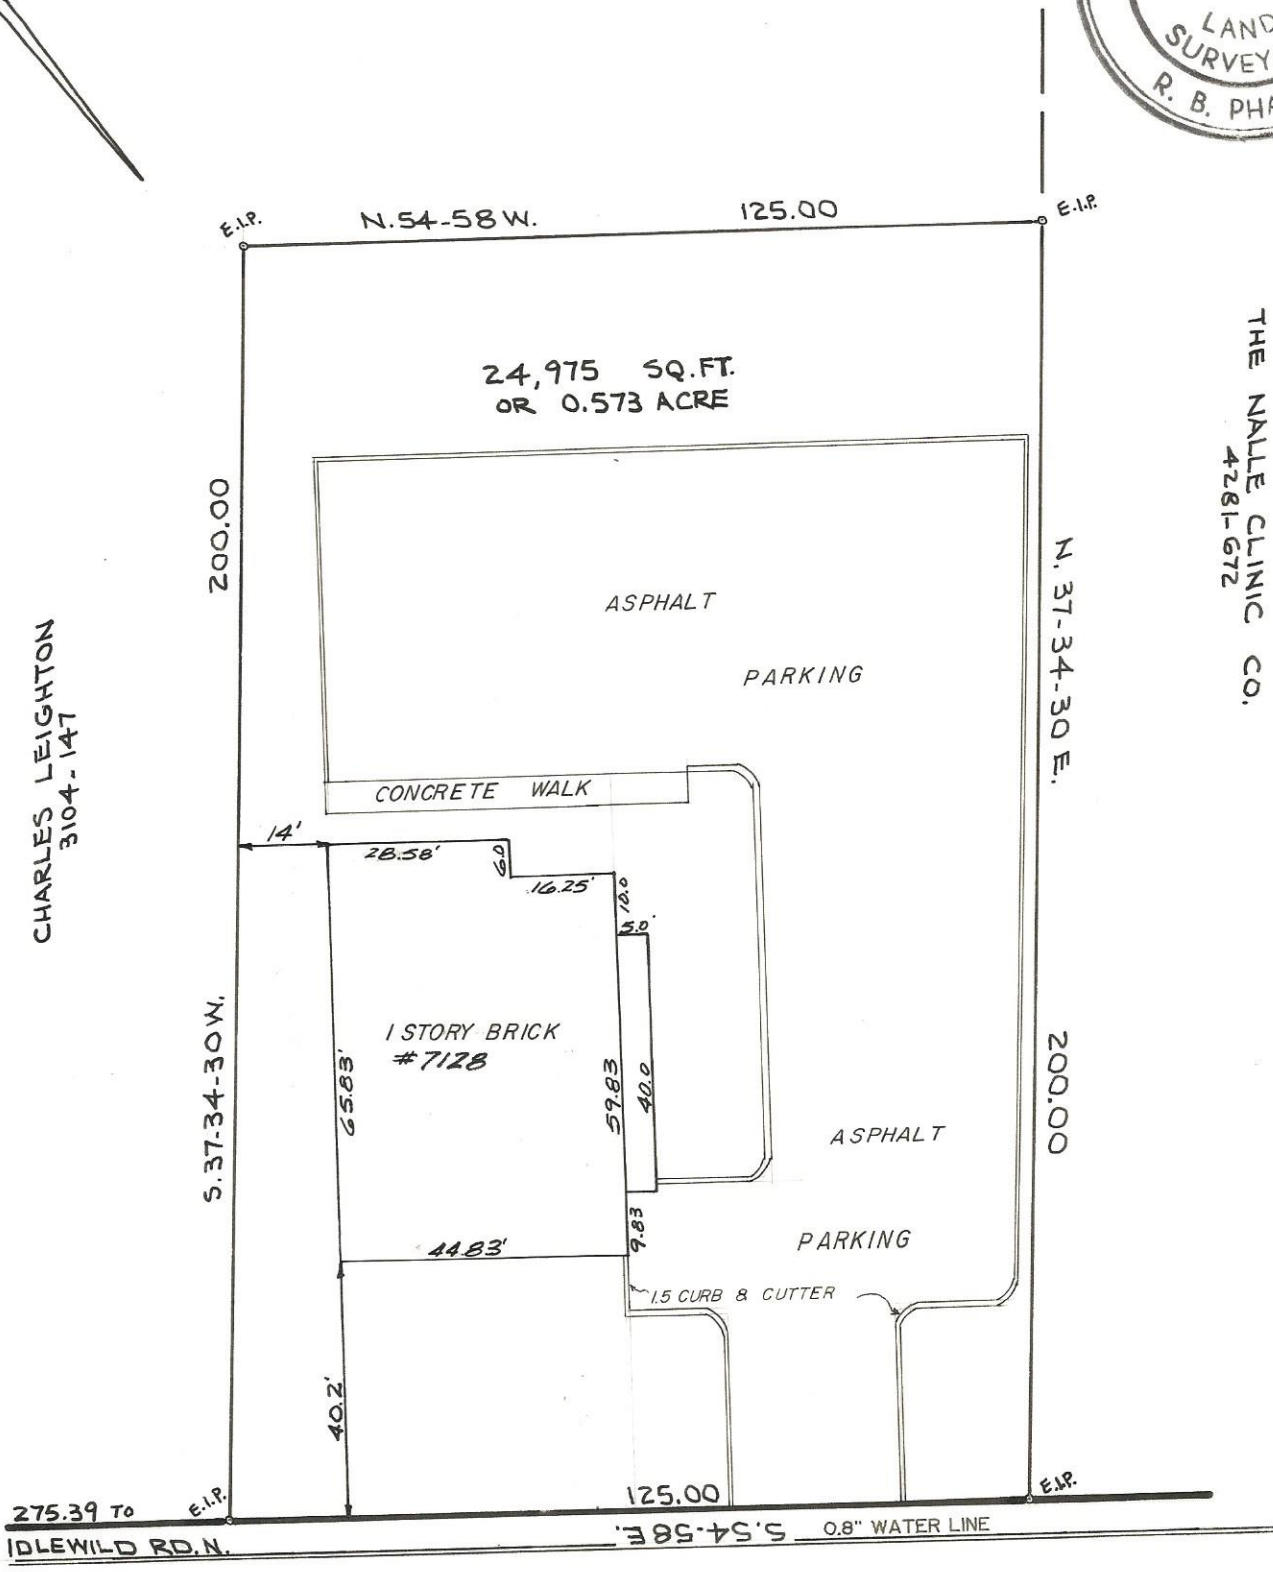 LAND
SURVEY
R. B. PHA
E.I.P.
N.54-58 W.
125.00
E.I.P.
24,975 SQ.FT.
OR 0.573 ACRE
THE NALLE CLINIC CO.
4281-672
200.00
N. 37-34-30 E.
ASPHALT
PARKING
CHARLES LEIGHTON
3104-147
CONCRETE WALK
14'
28.58'
6.0
16.25'
10.0
5.0'
1 STORY BRICK
#7128
65.83'
59.83
40.0
S. 37-34-30 W.
200.00
ASPHALT
PARKING
9.83
44.83'
1.5 CURB & CUTTER
40.2'
275.39 TO
E.I.P.
125.00
E.I.P.
IDLEWILD RD. N.
S.54-58 E.
0.8" WATER LINE